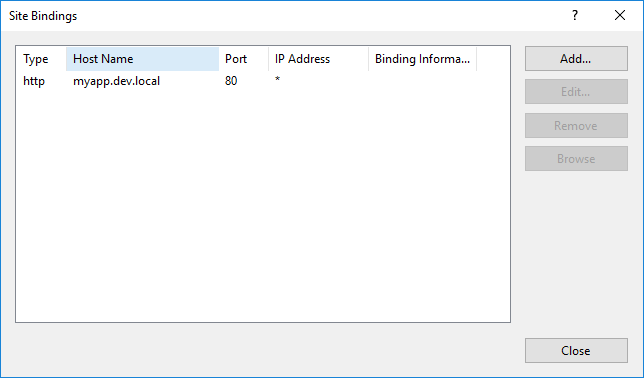 Site Bindings ?
Type Host Name Port IP Address Binding Informa... Add...
http myapp.dev.local 80 *
Edit...
Remove
Browse
Close